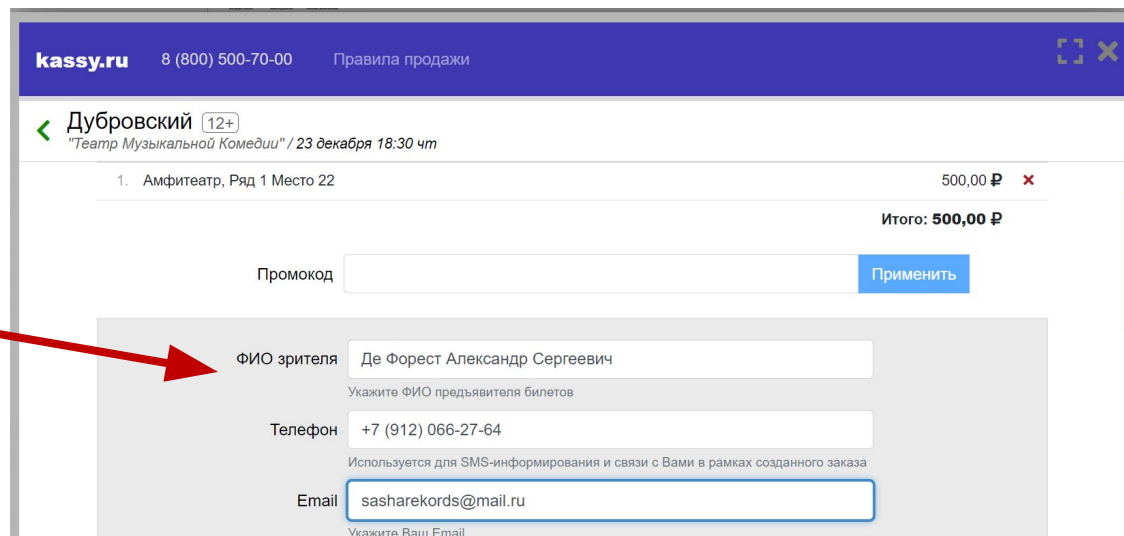 kassy.ru 8 (800) 500-70-00 Правила продажи
Дубровский 12+
"Театр Музыкальной Комедии" / 23 декабря 18:30 чт
1. Амфитеатр, Ряд 1 Место 22 500,00 ₽
Итого: 500,00 ₽
Промокод Применить
ФИО зрителя Де Форест Александр Сергеевич
Укажите ФИО предъявителя билетов
Телефон +7 (912) 066-27-64
Используется для SMS-информирования и связи с Вами в рамках созданного заказа
Email sasharekords@mail.ru
Укажите Ваш Email